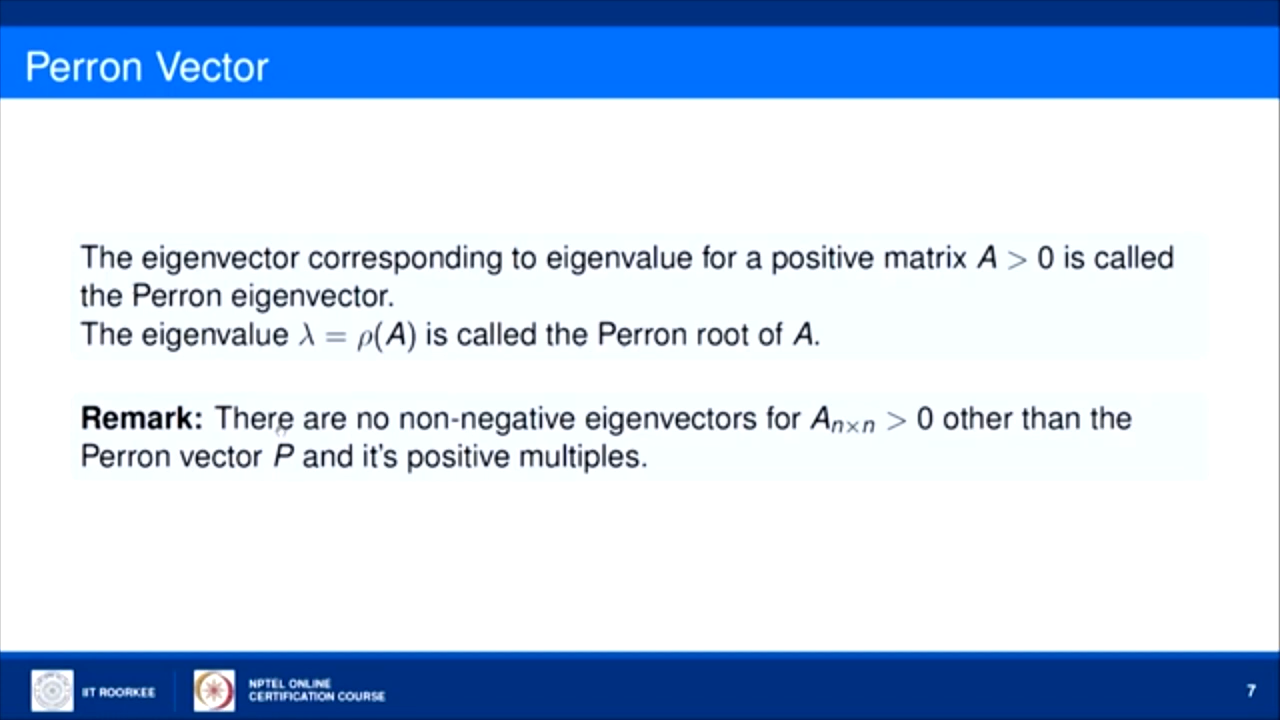 Perron Vector
The eigenvector corresponding to eigenvalue for a positive matrix A > 0 is called
the Perron eigenvector.
The eigenvalue λ = ρ(A) is called the Perron root of A.
Remark: There are no non-negative eigenvectors for Aₙ×ₙ > 0 other than the
Perron vector P and it's positive multiples.
IIT ROORKEE
NPTEL ONLINE
CERTIFICATION COURSE
7